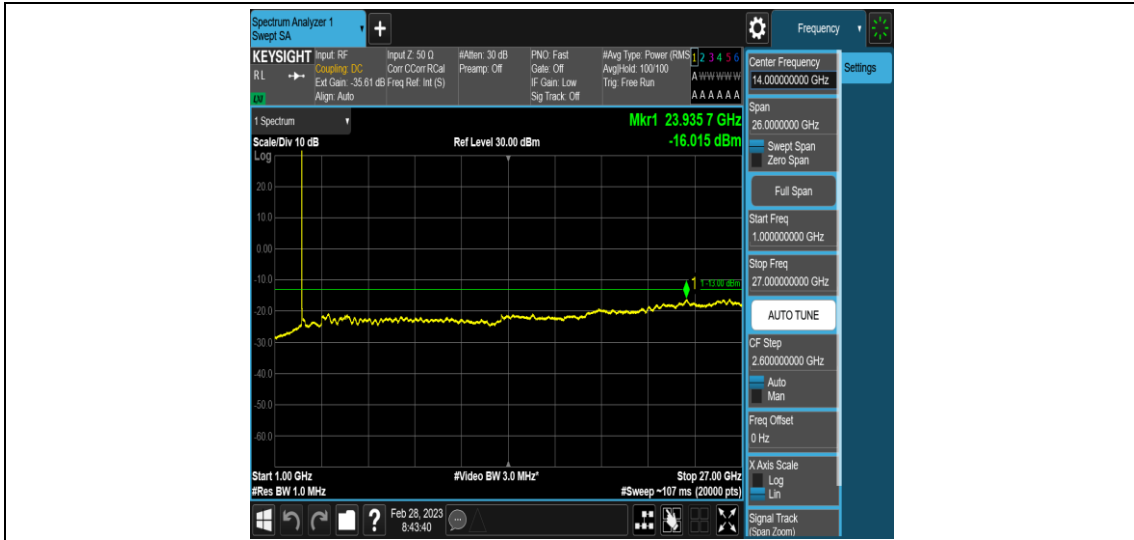 Spectrum Analyzer 1
Swept SA
Frequency
KEYSIGHT
RL
Input: RF
Coupling: DC
Ext Gain: -35.61 dB
Align: Auto
Input Z: 50 Ω
Corr CCorr RCal
Freq Ref: Int (S)
#Atten: 30 dB
Preamp: Off
PNO: Fast
Gate: Off
IF Gain: Low
Sig Track: Off
#Avg Type: Power (RMS
Avg|Hold: 100/100
Trig: Free Run
1 2 3 4 5 6
A W W W W W
A A A A A A
1 Spectrum
Mkr1 23.935 7 GHz
-16.015 dBm
Scale/Div 10 dB
Ref Level 30.00 dBm
Log
20.0
10.0
0.00
-10.0
-20.0
-30.0
-40.0
-50.0
-60.0
1
1 -13.00 dBm
Start 1.00 GHz
#Video BW 3.0 MHz*
Stop 27.00 GHz
#Res BW 1.0 MHz
#Sweep ~107 ms (20000 pts)
Feb 28, 2023
8:43:40
Center Frequency
14.000000000 GHz
Settings
Span
26.0000000 GHz
Swept Span
Zero Span
Full Span
Start Freq
1.000000000 GHz
Stop Freq
27.000000000 GHz
AUTO TUNE
CF Step
2.600000000 GHz
Auto
Man
Freq Offset
0 Hz
X Axis Scale
Log
Lin
Signal Track
(Span Zoom)